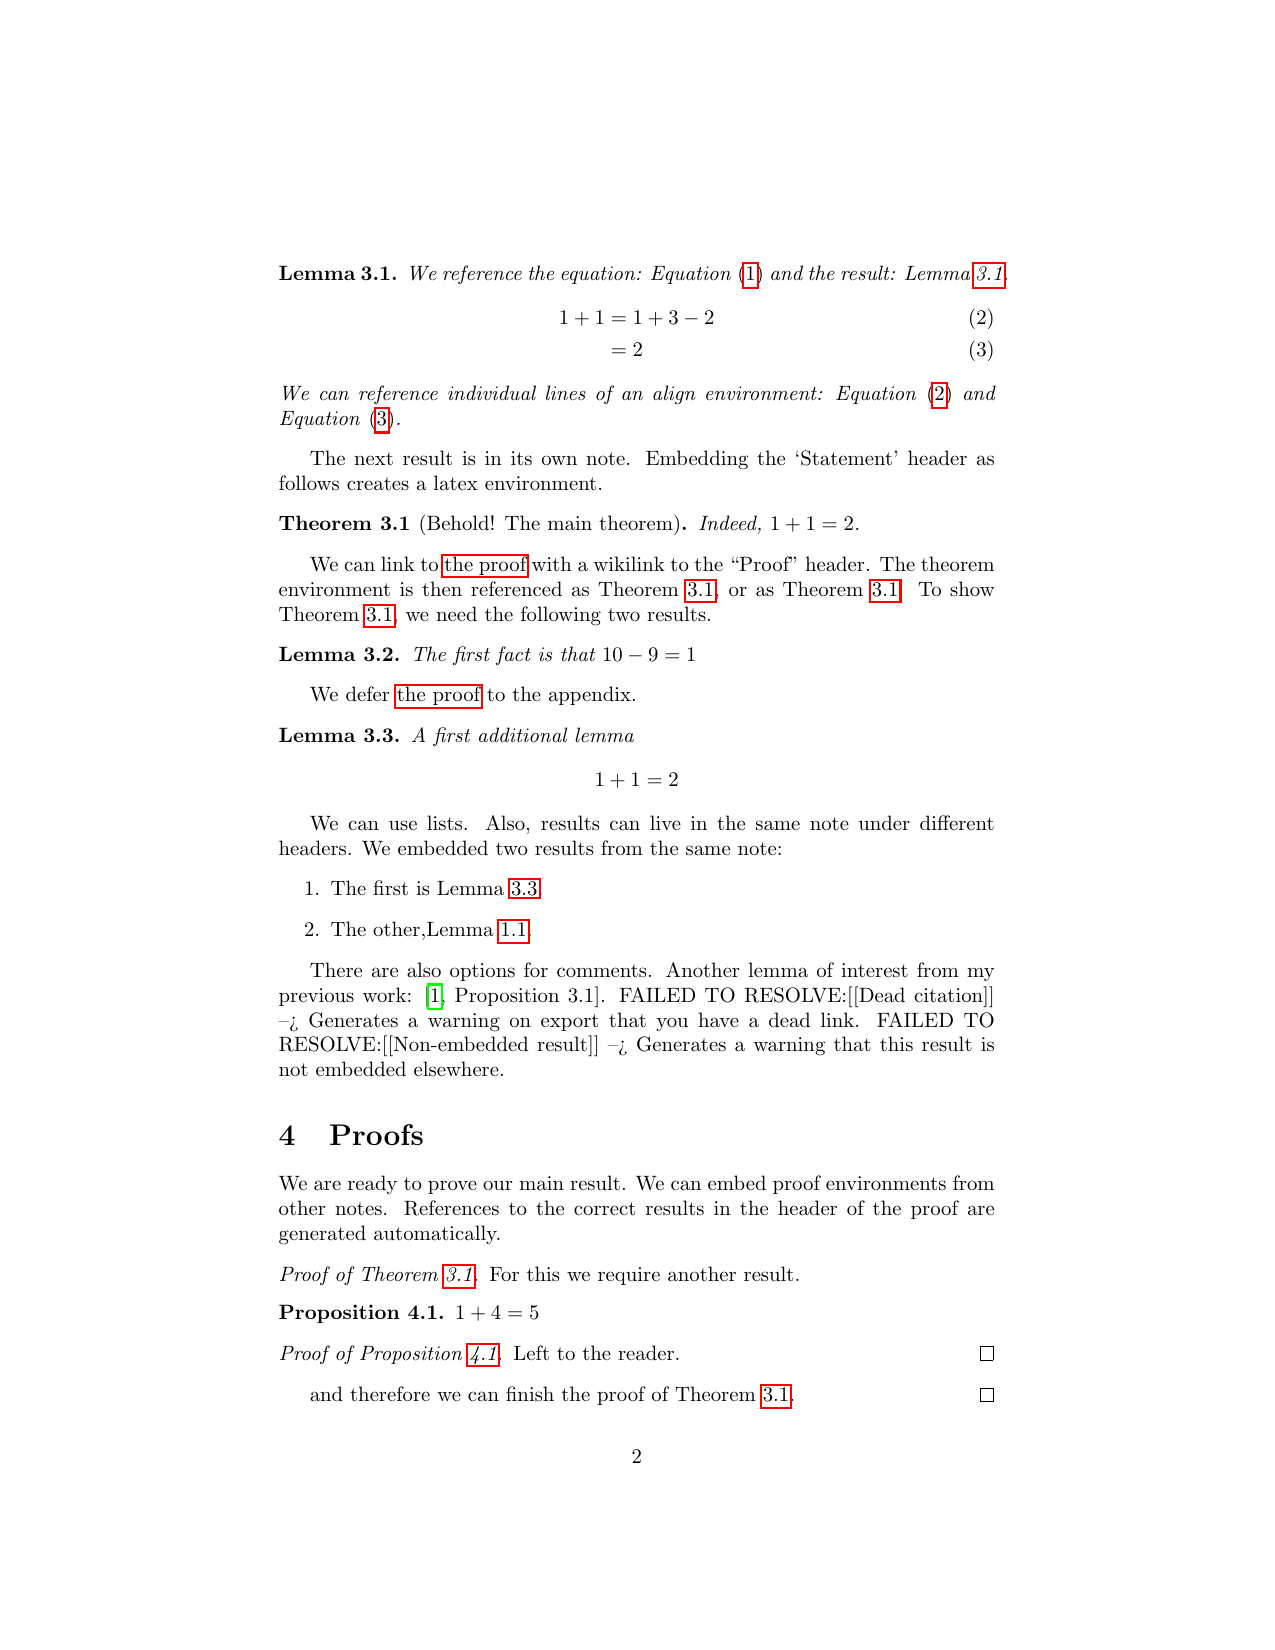 Lemma 3.1. We reference the equation: Equation (1) and the result: Lemma 3.1.
1 + 1 = 1 + 3 − 2 (2)
= 2 (3)
We can reference individual lines of an align environment: Equation (2) and
Equation (3).
The next result is in its own note. Embedding the ‘Statement’ header as
follows creates a latex environment.
Theorem 3.1 (Behold! The main theorem). Indeed, 1 + 1 = 2.
We can link to the proof with a wikilink to the “Proof” header. The theorem
environment is then referenced as Theorem 3.1, or as Theorem 3.1. To show
Theorem 3.1, we need the following two results.
Lemma 3.2. The first fact is that 10 − 9 = 1
We defer the proof to the appendix.
Lemma 3.3. A first additional lemma
1 + 1 = 2
We can use lists. Also, results can live in the same note under different
headers. We embedded two results from the same note:
1. The first is Lemma 3.3.
2. The other,Lemma 1.1.
There are also options for comments. Another lemma of interest from my
previous work: [1, Proposition 3.1]. FAILED TO RESOLVE:[[Dead citation]]
–¿ Generates a warning on export that you have a dead link. FAILED TO
RESOLVE:[[Non-embedded result]] –¿ Generates a warning that this result is
not embedded elsewhere.
4 Proofs
We are ready to prove our main result. We can embed proof environments from
other notes. References to the correct results in the header of the proof are
generated automatically.
Proof of Theorem 3.1. For this we require another result.
Proposition 4.1. 1 + 4 = 5
Proof of Proposition 4.1. Left to the reader. □
and therefore we can finish the proof of Theorem 3.1. □
2